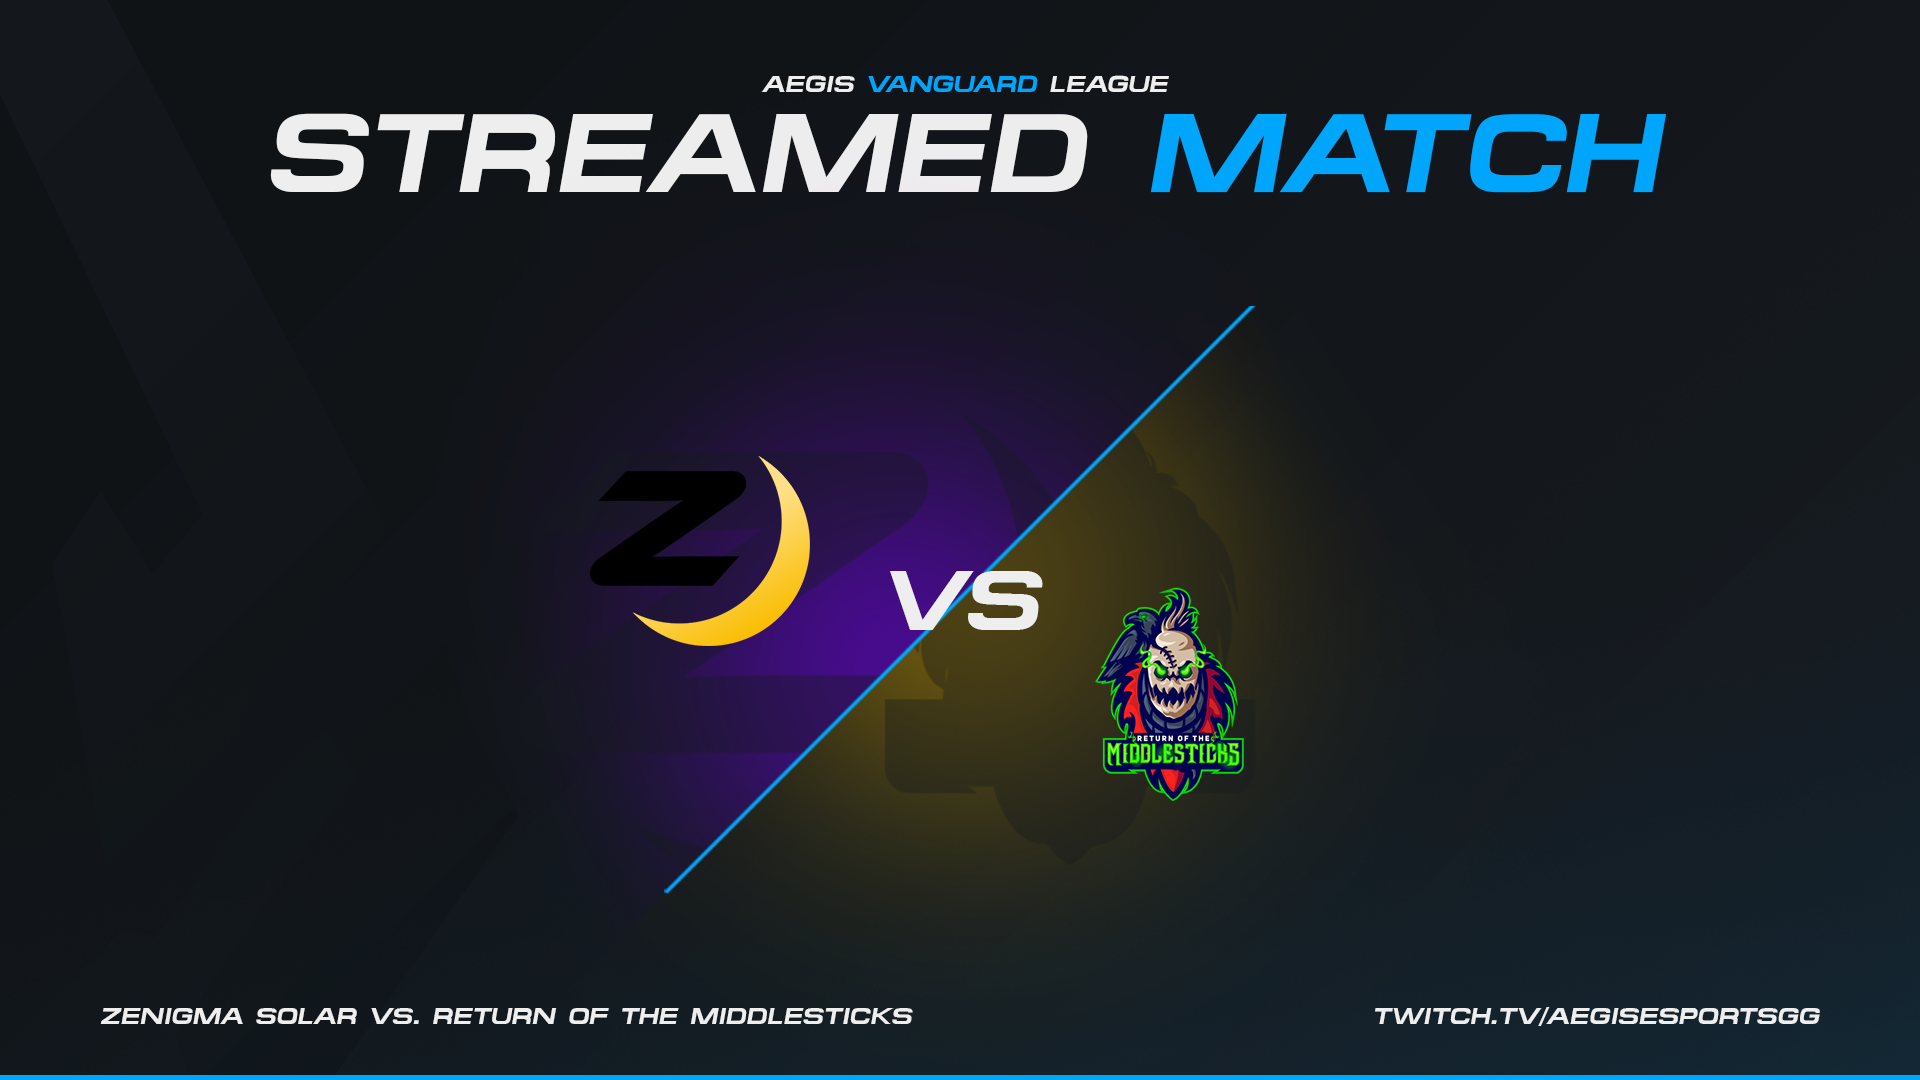 AEGIS VANGUARD LEAGUE
STREAMED MATCH
Z
VS
RETURN OF THE
MIDDLESTICKS
ZENIGMA SOLAR VS. RETURN OF THE MIDDLESTICKS
TWITCH.TV/AEGISESPORTSGG